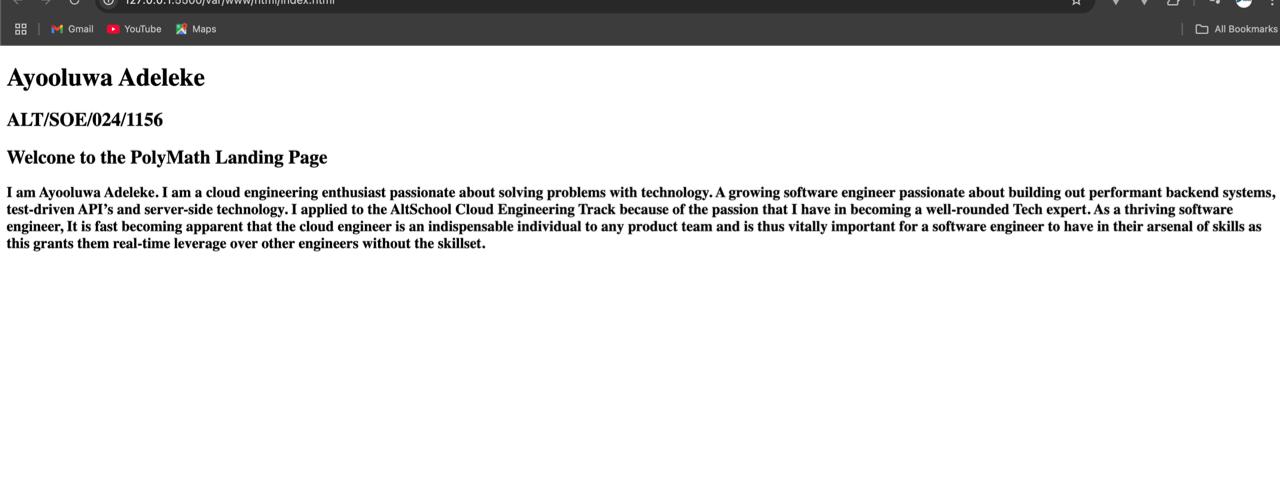 127.0.0.1:5500/var/www/html/index.html
Gmail YouTube Maps All Bookmarks
Ayooluwa Adeleke
ALT/SOE/024/1156
Welcone to the PolyMath Landing Page
I am Ayooluwa Adeleke. I am a cloud engineering enthusiast passionate about solving problems with technology. A growing software engineer passionate about building out performant backend systems,
test-driven API’s and server-side technology. I applied to the AltSchool Cloud Engineering Track because of the passion that I have in becoming a well-rounded Tech expert. As a thriving software
engineer, It is fast becoming apparent that the cloud engineer is an indispensable individual to any product team and is thus vitally important for a software engineer to have in their arsenal of skills as
this grants them real-time leverage over other engineers without the skillset.